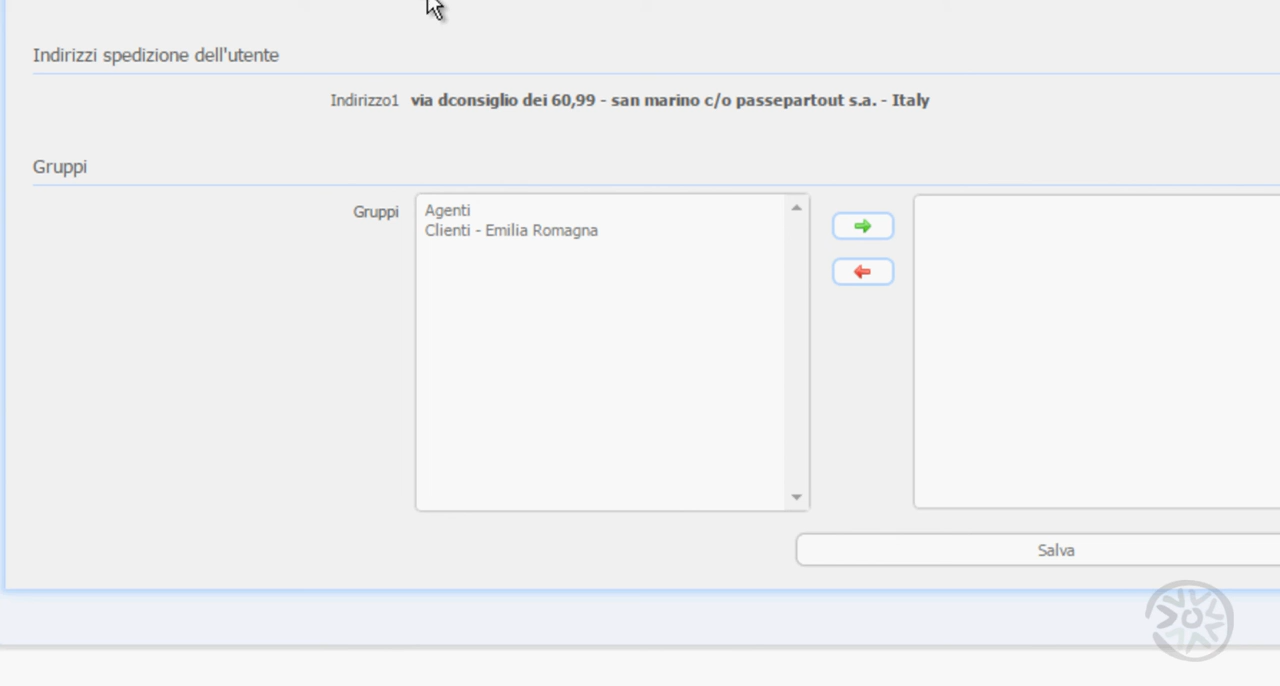 Indirizzi spedizione dell'utente
Indirizzo1 via dconsiglio dei 60,99 - san marino c/o passepartout s.a. - Italy
Gruppi
Gruppi
Agenti
Clienti - Emilia Romagna
Salva